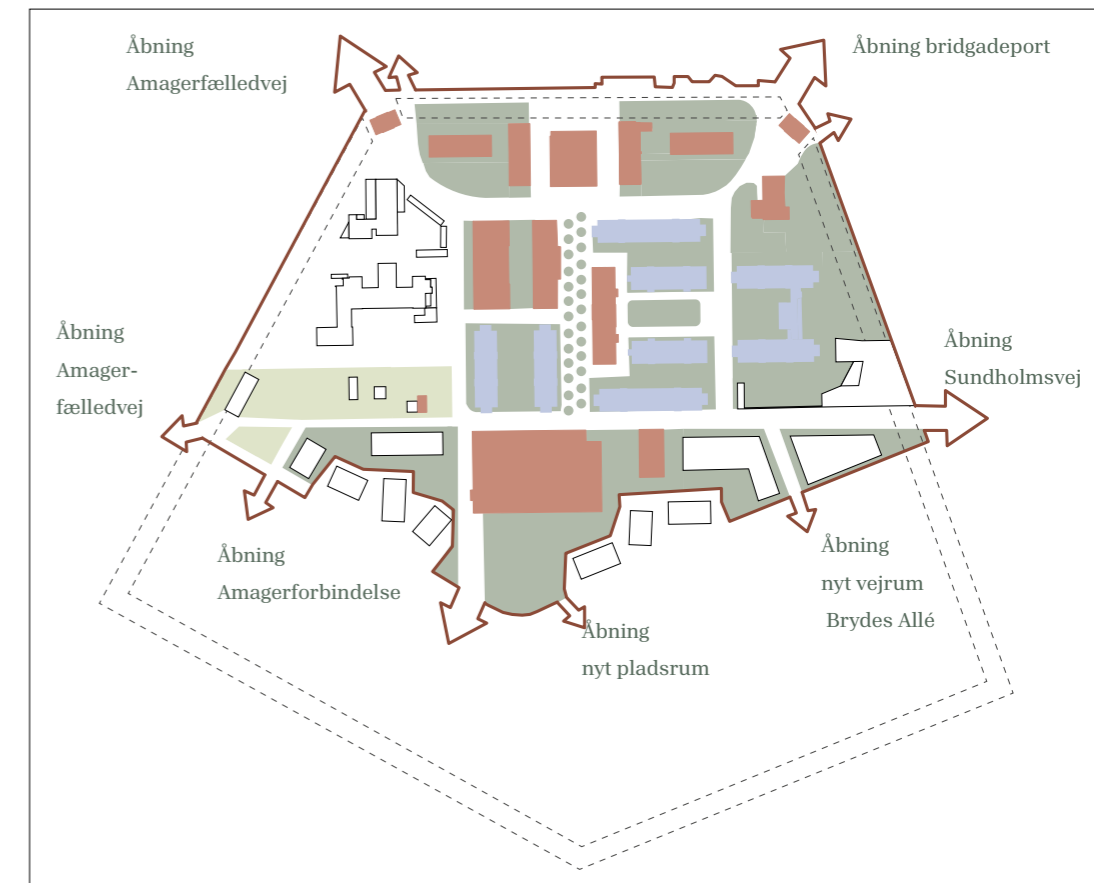 Åbning
Amagerfælledvej
Åbning bridgadeport
Åbning
Amager-
fælledvej
Åbning
Sundholmsvej
Åbning
Amagerforbindelse
Åbning
nyt vejrum
Brydes Allé
Åbning
nyt pladsrum